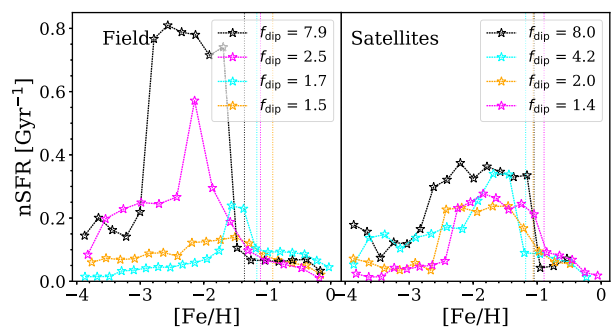 nSFR [Gyr⁻¹]
0.8
0.6
0.4
0.2
0.0
Field
f_dip = 7.9
f_dip = 2.5
f_dip = 1.7
f_dip = 1.5
−4 −3 −2 −1 0
[Fe/H]
Satellites
f_dip = 8.0
f_dip = 4.2
f_dip = 2.0
f_dip = 1.4
−4 −3 −2 −1 0
[Fe/H]